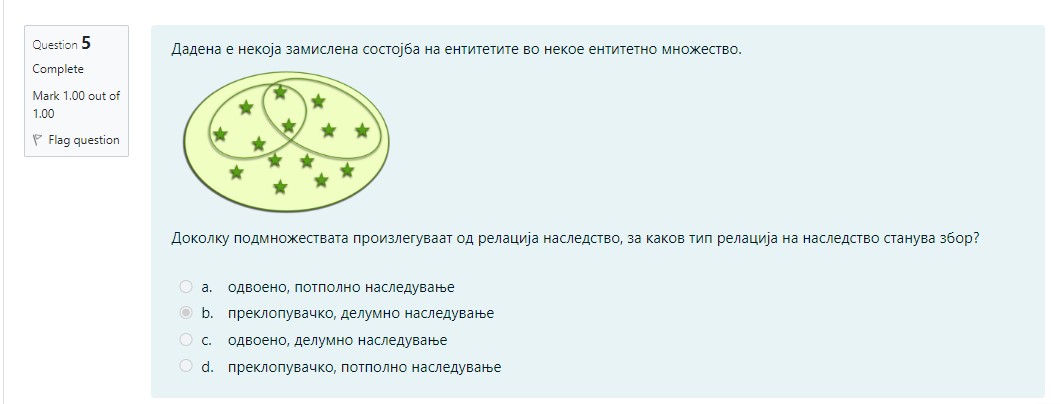 Question 5
Complete
Mark 1.00 out of
1.00
Flag question
Дадена е некоја замислена состојба на ентитетите во некое ентитетно множество.
Доколку подмножествата произлегуваат од релација наследство, за каков тип релација на наследство станува збор?
a. одвоено, потполно наследување
b. преклопувачко, делумно наследување
c. одвоено, делумно наследување
d. преклопувачко, потполно наследување